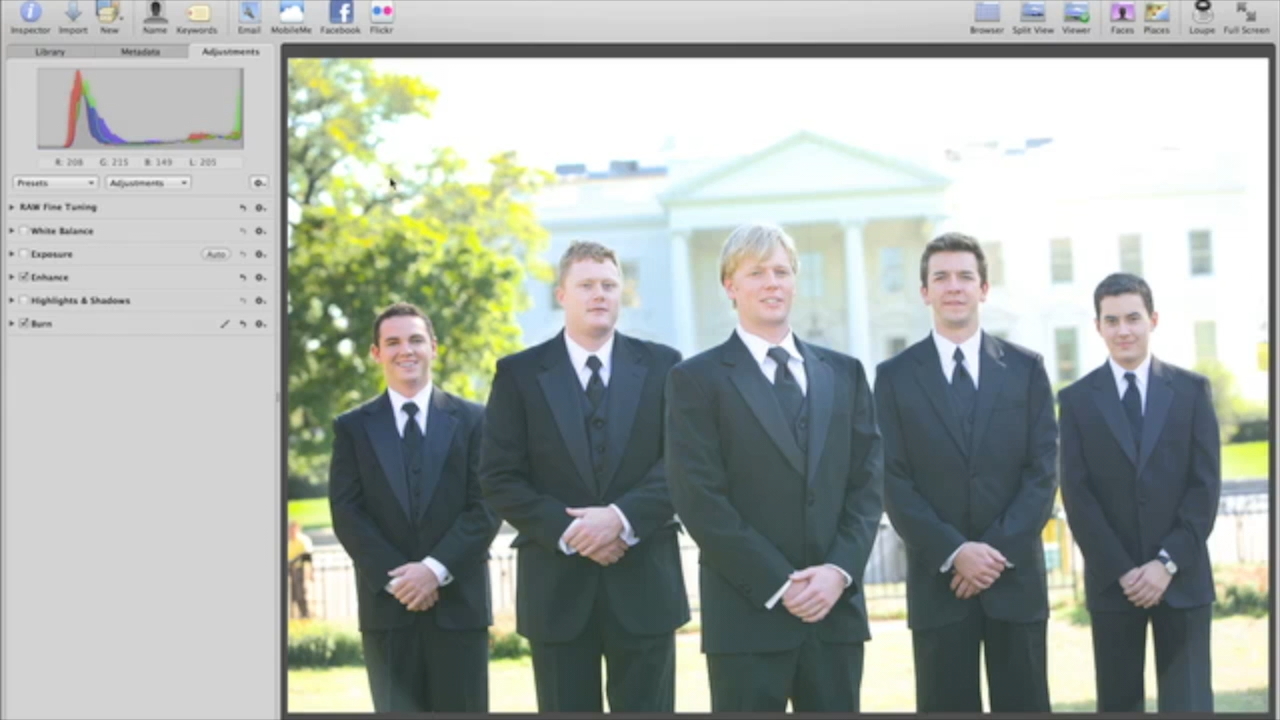 Inspector Import New Name Keywords Email MobileMe Facebook Flickr Browser Split View Viewer Faces Places Loupe Full Screen
Library Metadata Adjustments
R: 208 G: 215 B: 149 L: 205
Presets Adjustments
RAW Fine Tuning
White Balance
Exposure Auto
Enhance
Highlights & Shadows
Burn